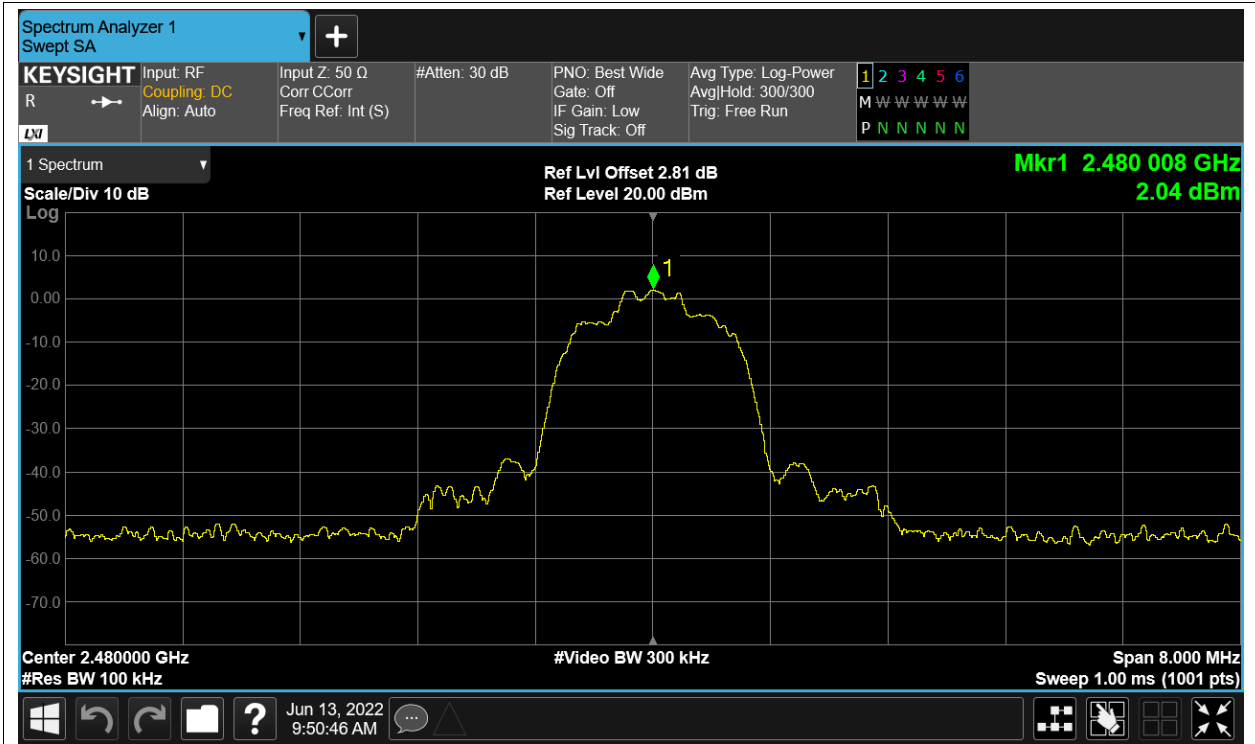 Spectrum Analyzer 1
Swept SA
KEYSIGHT
R
LXI
Input: RF
Coupling: DC
Align: Auto
Input Z: 50 Ω
Corr CCorr
Freq Ref: Int (S)
#Atten: 30 dB
PNO: Best Wide
Gate: Off
IF Gain: Low
Sig Track: Off
Avg Type: Log-Power
Avg|Hold: 300/300
Trig: Free Run
1 2 3 4 5 6
M W W W W W
P N N N N N
1 Spectrum
Scale/Div 10 dB
Log
Ref Lvl Offset 2.81 dB
Ref Level 20.00 dBm
Mkr1 2.480 008 GHz
2.04 dBm
1
10.0
0.00
-10.0
-20.0
-30.0
-40.0
-50.0
-60.0
-70.0
Center 2.480000 GHz
#Res BW 100 kHz
#Video BW 300 kHz
Span 8.000 MHz
Sweep 1.00 ms (1001 pts)
?
Jun 13, 2022
9:50:46 AM